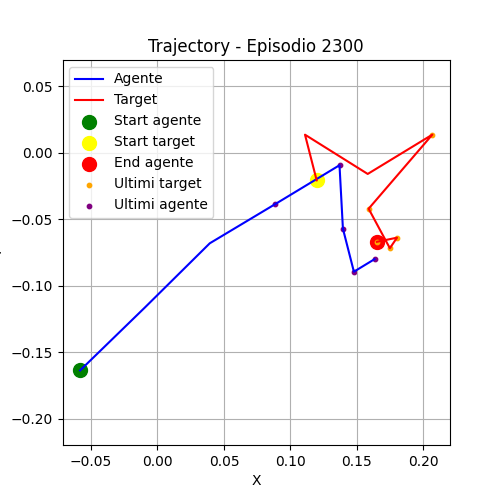 Trajectory - Episodio 2300
Agente
Target
Start agente
Start target
End agente
Ultimi target
Ultimi agente
0.05
0.00
−0.05
−0.10
−0.15
−0.20
−0.05
0.00
0.05
0.10
0.15
0.20
X